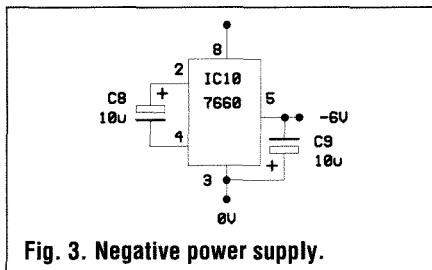 8
2
IC10
C8
+
7660
5
-6V
10u
4
C9
+
10u
3
0V
Fig. 3. Negative power supply.